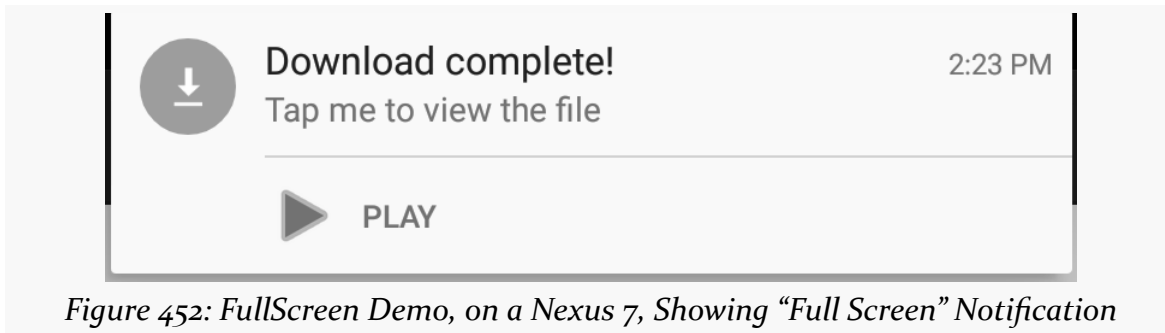 Download complete!
2:23 PM
Tap me to view the file
PLAY
Figure 452: FullScreen Demo, on a Nexus 7, Showing “Full Screen” Notification